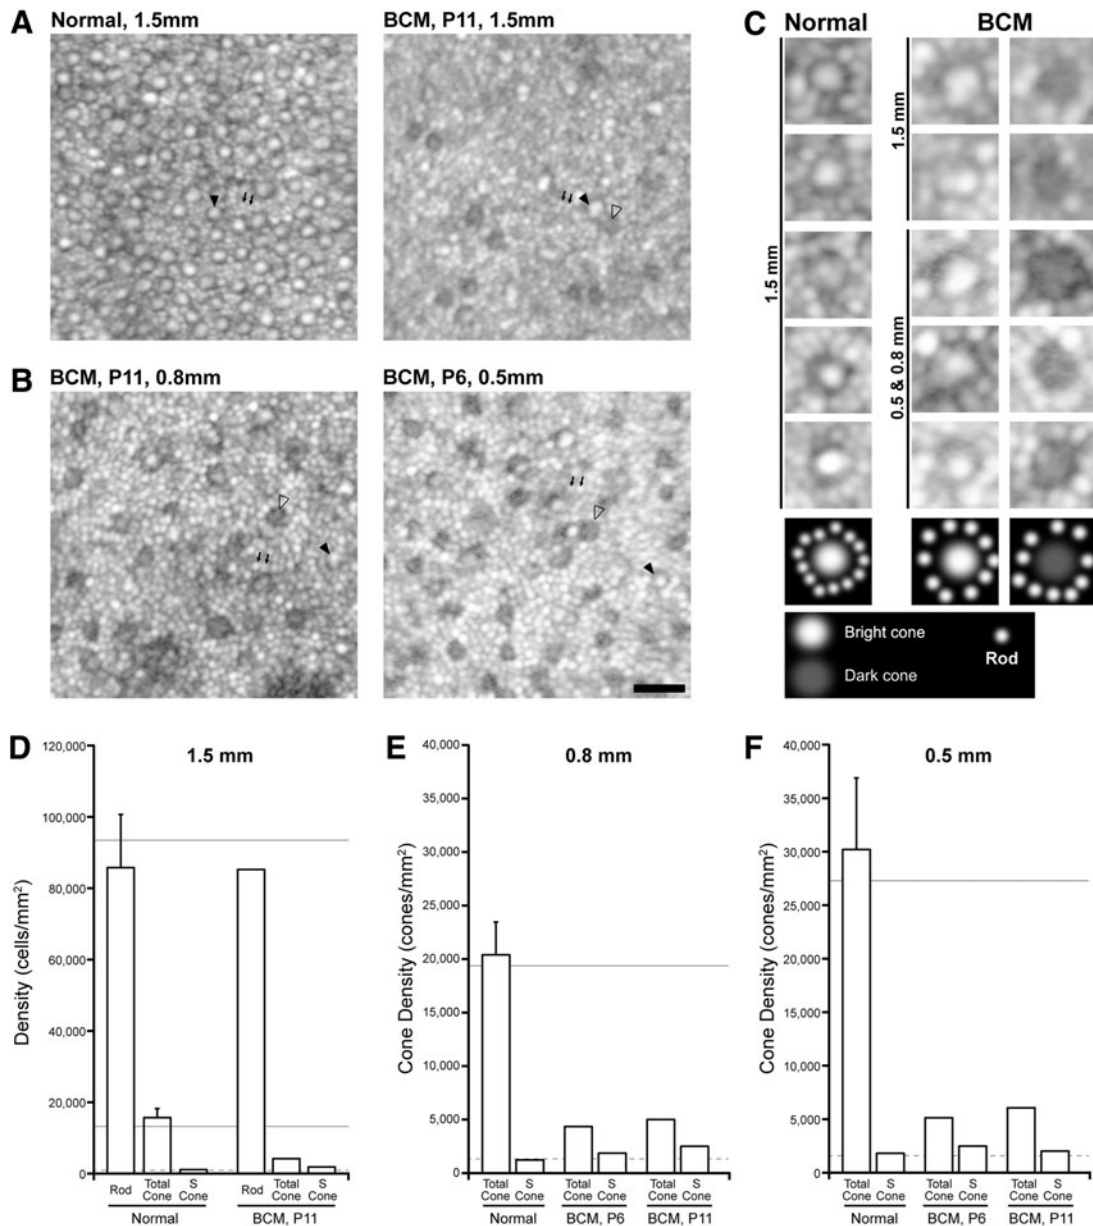 A
Normal, 1.5mm
BCM, P11, 1.5mm
B
BCM, P11, 0.8mm
BCM, P6, 0.5mm
C
Normal
BCM
1.5 mm
1.5 mm
0.5 & 0.8 mm
Bright cone
Rod
Dark cone
D
1.5 mm
Density (cells/mm²)
120,000
100,000
80,000
60,000
40,000
20,000
0
Rod
Total
Cone
S
Cone
Rod
Total
Cone
S
Cone
Normal
BCM, P11
E
0.8 mm
Cone Density (cones/mm²)
40,000
35,000
30,000
25,000
20,000
15,000
10,000
5,000
0
Total
Cone
S
Cone
Total
Cone
S
Cone
Total
Cone
S
Cone
Normal
BCM, P6
BCM, P11
F
0.5 mm
Cone Density (cones/mm²)
40,000
35,000
30,000
25,000
20,000
15,000
10,000
5,000
0
Total
Cone
S
Cone
Total
Cone
S
Cone
Total
Cone
S
Cone
Normal
BCM, P6
BCM, P11